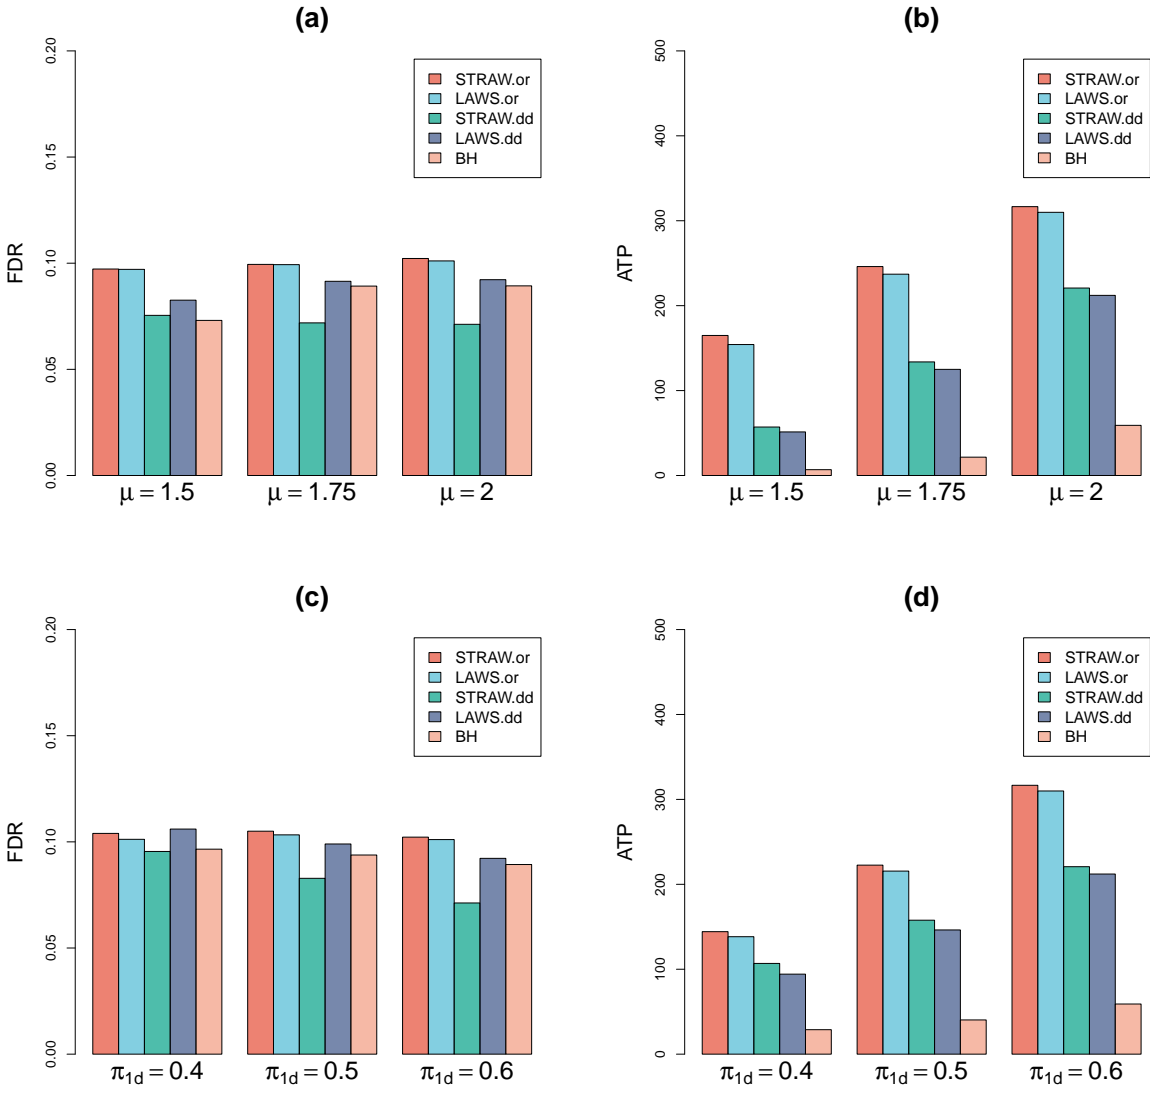 (a)
FDR
0.20
0.15
0.10
0.05
0.00
STRAW.or
LAWS.or
STRAW.dd
LAWS.dd
BH
μ = 1.5
μ = 1.75
μ = 2
(b)
ATP
500
400
300
200
100
0
STRAW.or
LAWS.or
STRAW.dd
LAWS.dd
BH
μ = 1.5
μ = 1.75
μ = 2
(c)
FDR
0.20
0.15
0.10
0.05
0.00
STRAW.or
LAWS.or
STRAW.dd
LAWS.dd
BH
π1d = 0.4
π1d = 0.5
π1d = 0.6
(d)
ATP
500
400
300
200
100
0
STRAW.or
LAWS.or
STRAW.dd
LAWS.dd
BH
π1d = 0.4
π1d = 0.5
π1d = 0.6